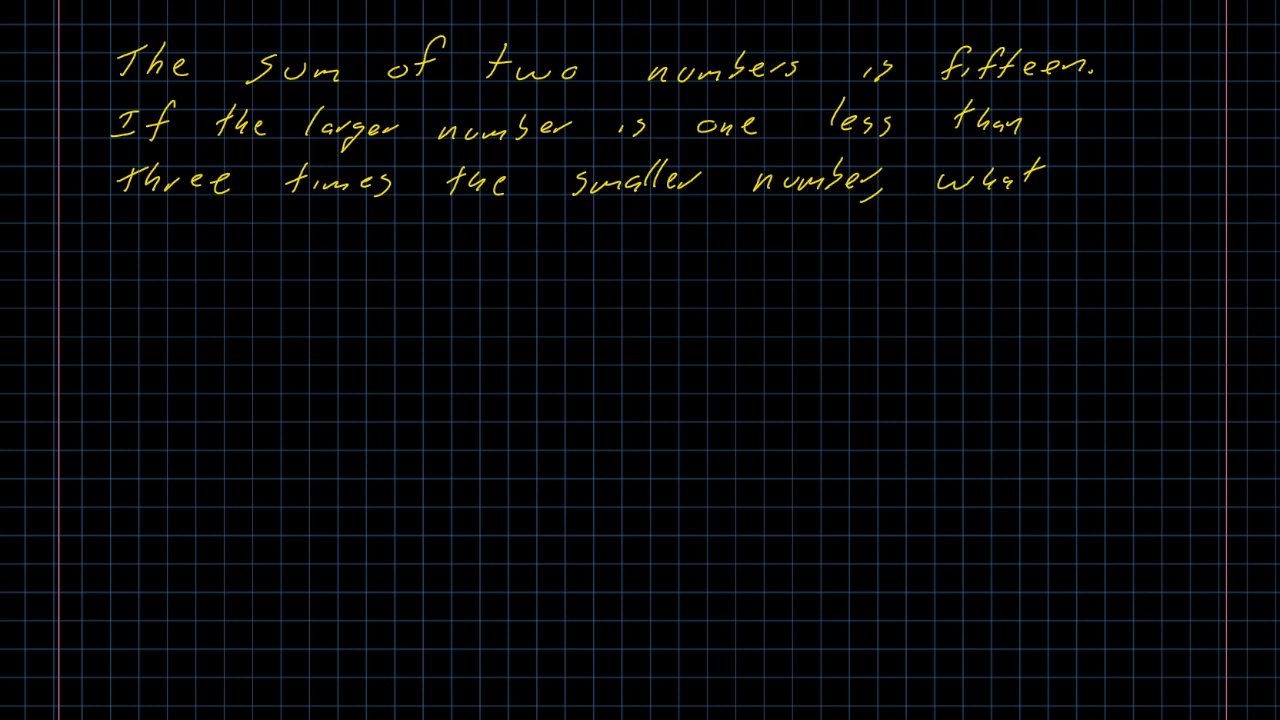 The sum of two numbers is fifteen.
If the larger number is one less than
three times the smaller number, what